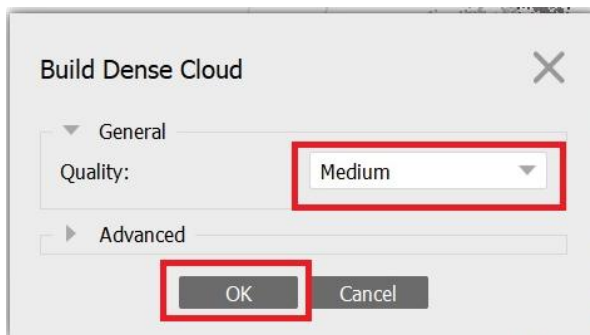 Build Dense Cloud
General
Quality: Medium
Advanced
OK Cancel